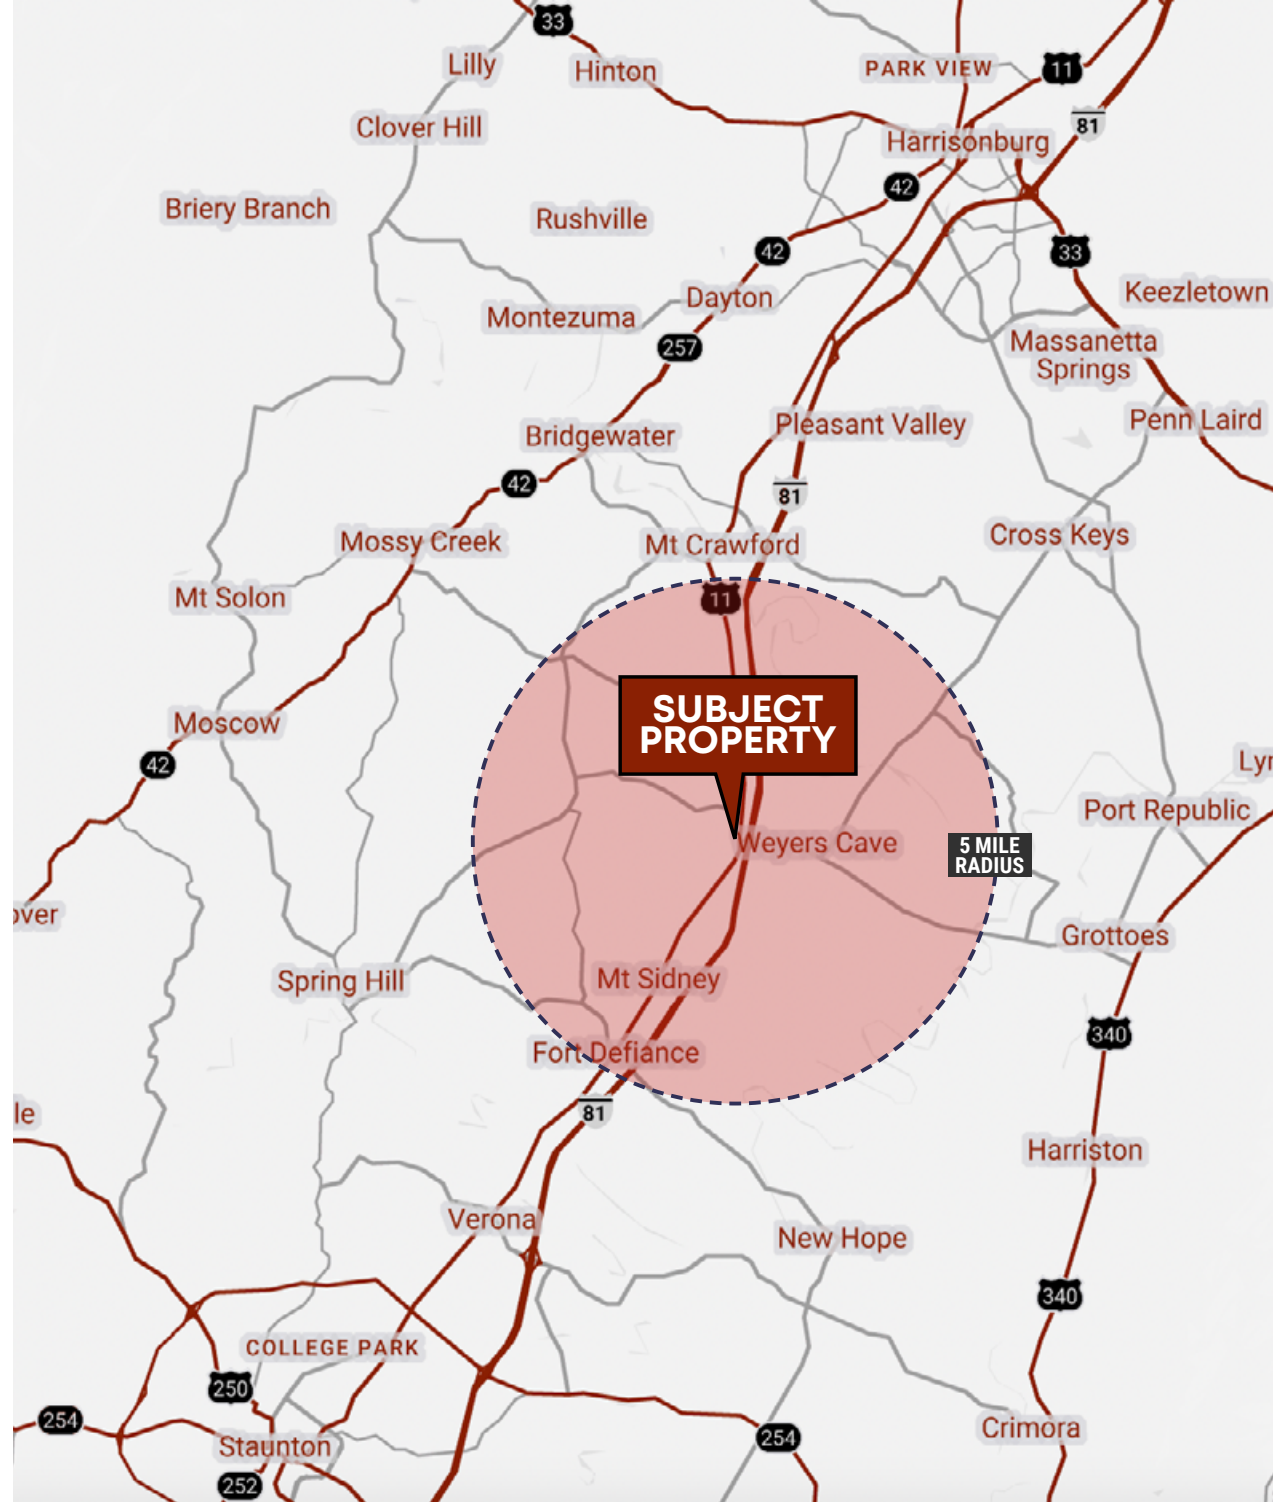 33
Lilly
Hinton
PARK VIEW
11
81
Clover Hill
Harrisonburg
42
Briery Branch
Rushville
42
33
Dayton
Keezletown
Montezuma
257
Massanetta
Springs
Bridgewater
Pleasant Valley
Penn Laird
42
81
Mossy Creek
Mt Crawford
Cross Keys
Mt Solon
11
SUBJECT
PROPERTY
Moscow
42
Lyn
Port Republic
Weyers Cave
5 MILE
RADIUS
over
Grottoes
Spring Hill
Mt Sidney
340
Fort Defiance
81
le
Harriston
Verona
New Hope
340
COLLEGE PARK
250
254
Crimora
254
Staunton
252